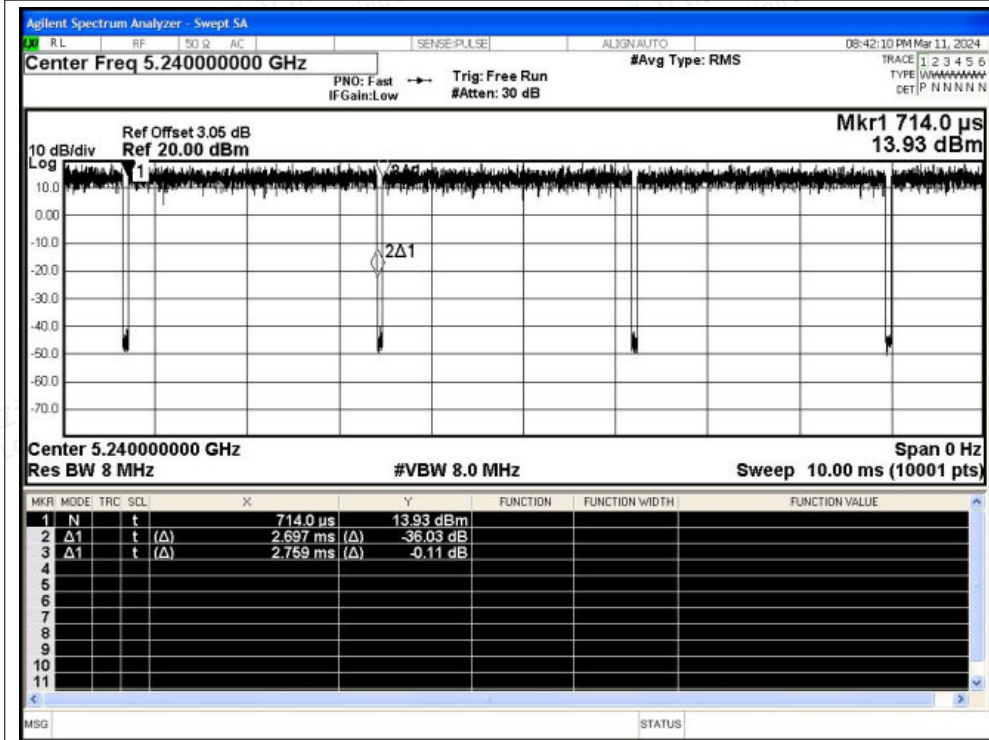 Agilent Spectrum Analyzer - Swept SA
LXI RL RF 50 Ω AC SENSE:PULSE ALIGN AUTO 08:42:10 PM Mar 11, 2024
Center Freq 5.240000000 GHz #Avg Type: RMS TRACE 1 2 3 4 5 6
PNO: Fast Trig: Free Run TYPE WWWWWW
IFGain:Low #Atten: 30 dB DET P N N N N N
Mkr1 714.0 µs
Ref Offset 3.05 dB
10 dB/div Ref 20.00 dBm 13.93 dBm
Log
1
10.0
0.00
-10.0
2Δ1
-20.0
-30.0
-40.0
-50.0
-60.0
-70.0
Center 5.240000000 GHz Span 0 Hz
Res BW 8 MHz #VBW 8.0 MHz Sweep 10.00 ms (10001 pts)
MKR MODE TRC SCL X Y FUNCTION FUNCTION WIDTH FUNCTION VALUE
1 N t 714.0 µs 13.93 dBm
2 Δ1 t (Δ) 2.697 ms (Δ) -36.03 dB
3 Δ1 t (Δ) 2.759 ms (Δ) -0.11 dB
4
5
6
7
8
9
10
11
MSG STATUS